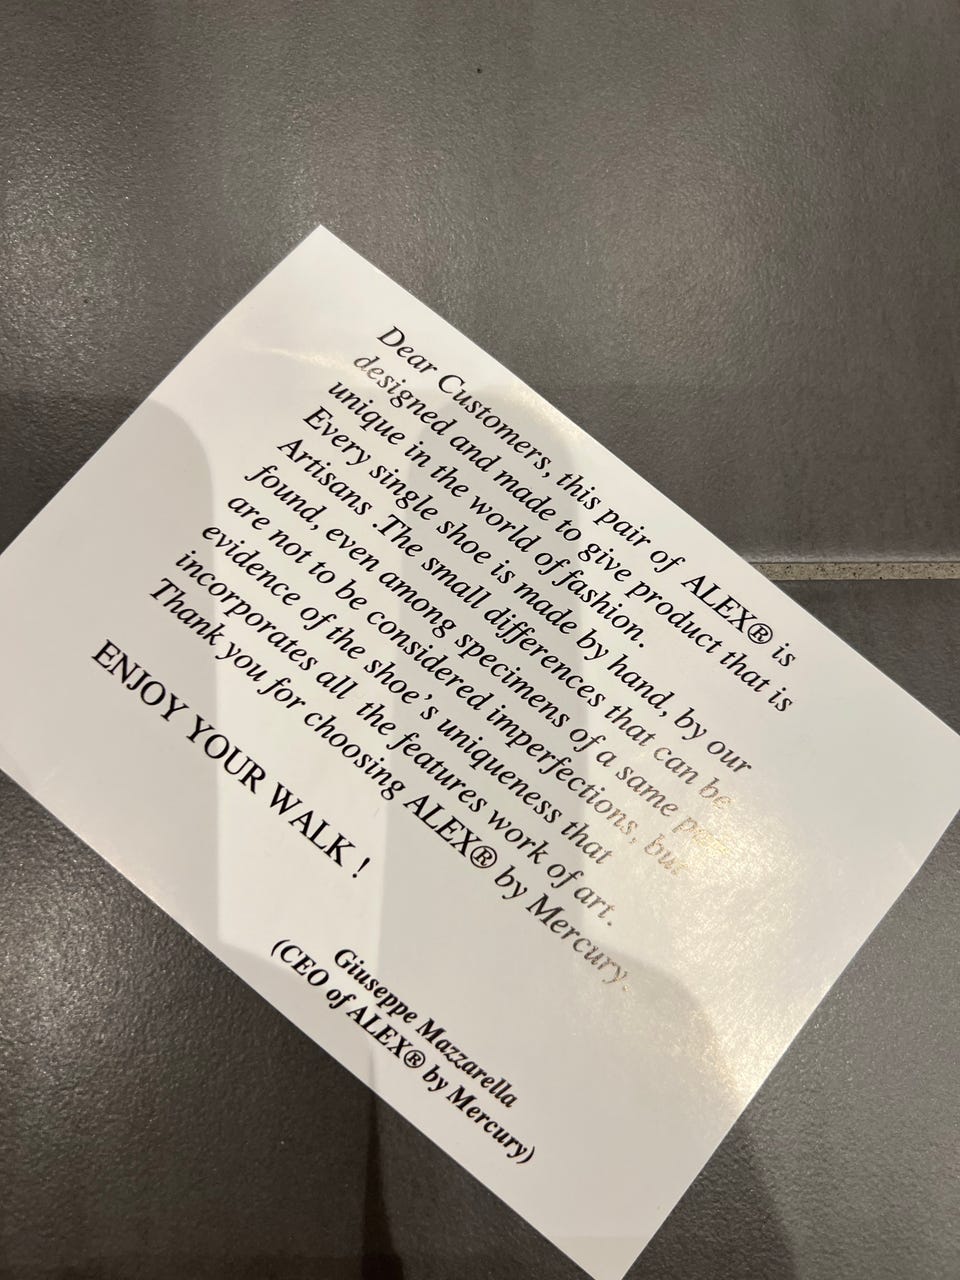 Dear Customers, this pair of ALEX® is
designed and made to give product that is
unique in the world of fashion.
Every single shoe is made by hand, by our
Artisans .The small differences that can be
found, even among specimens of a same
are not to be considered imperfections, but
evidence of the shoe's uniqueness that
incorporates all the features work of art.
Thank you for choosing ALEX® by Mercury.
ENJOY YOUR WALK !
Giuseppe Mazzarella
(CEO of ALEX® by Mercury)